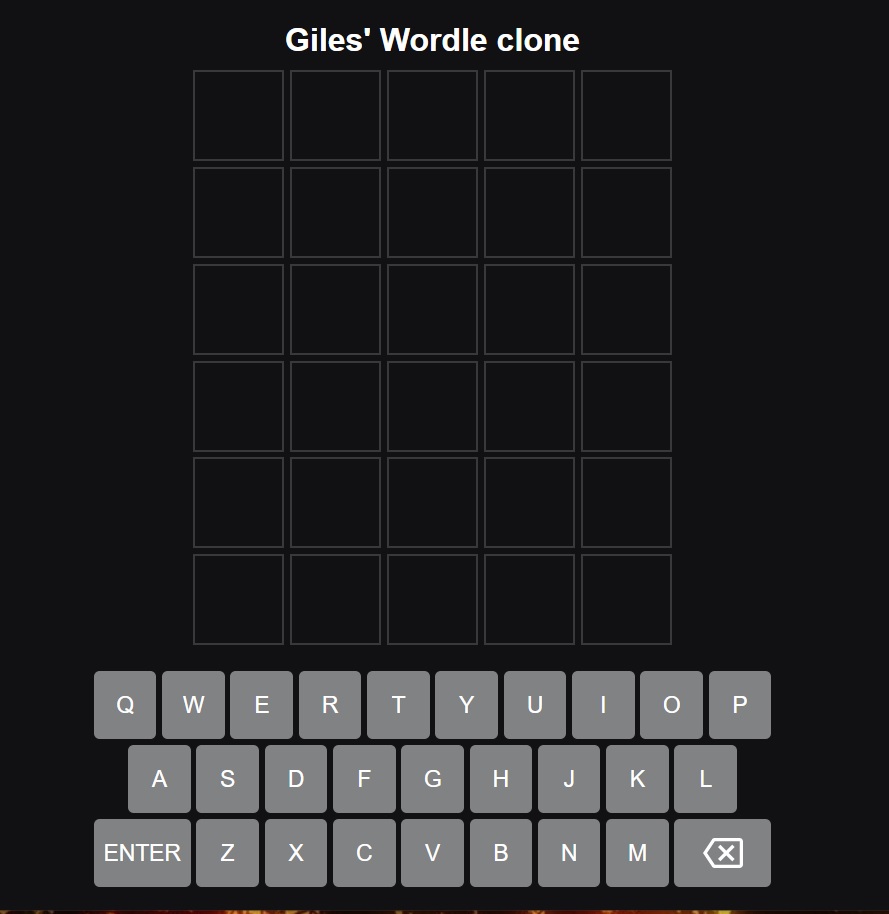 Giles' Wordle clone
Q W E R T Y U I O P
A S D F G H J K L
ENTER Z X C V B N M